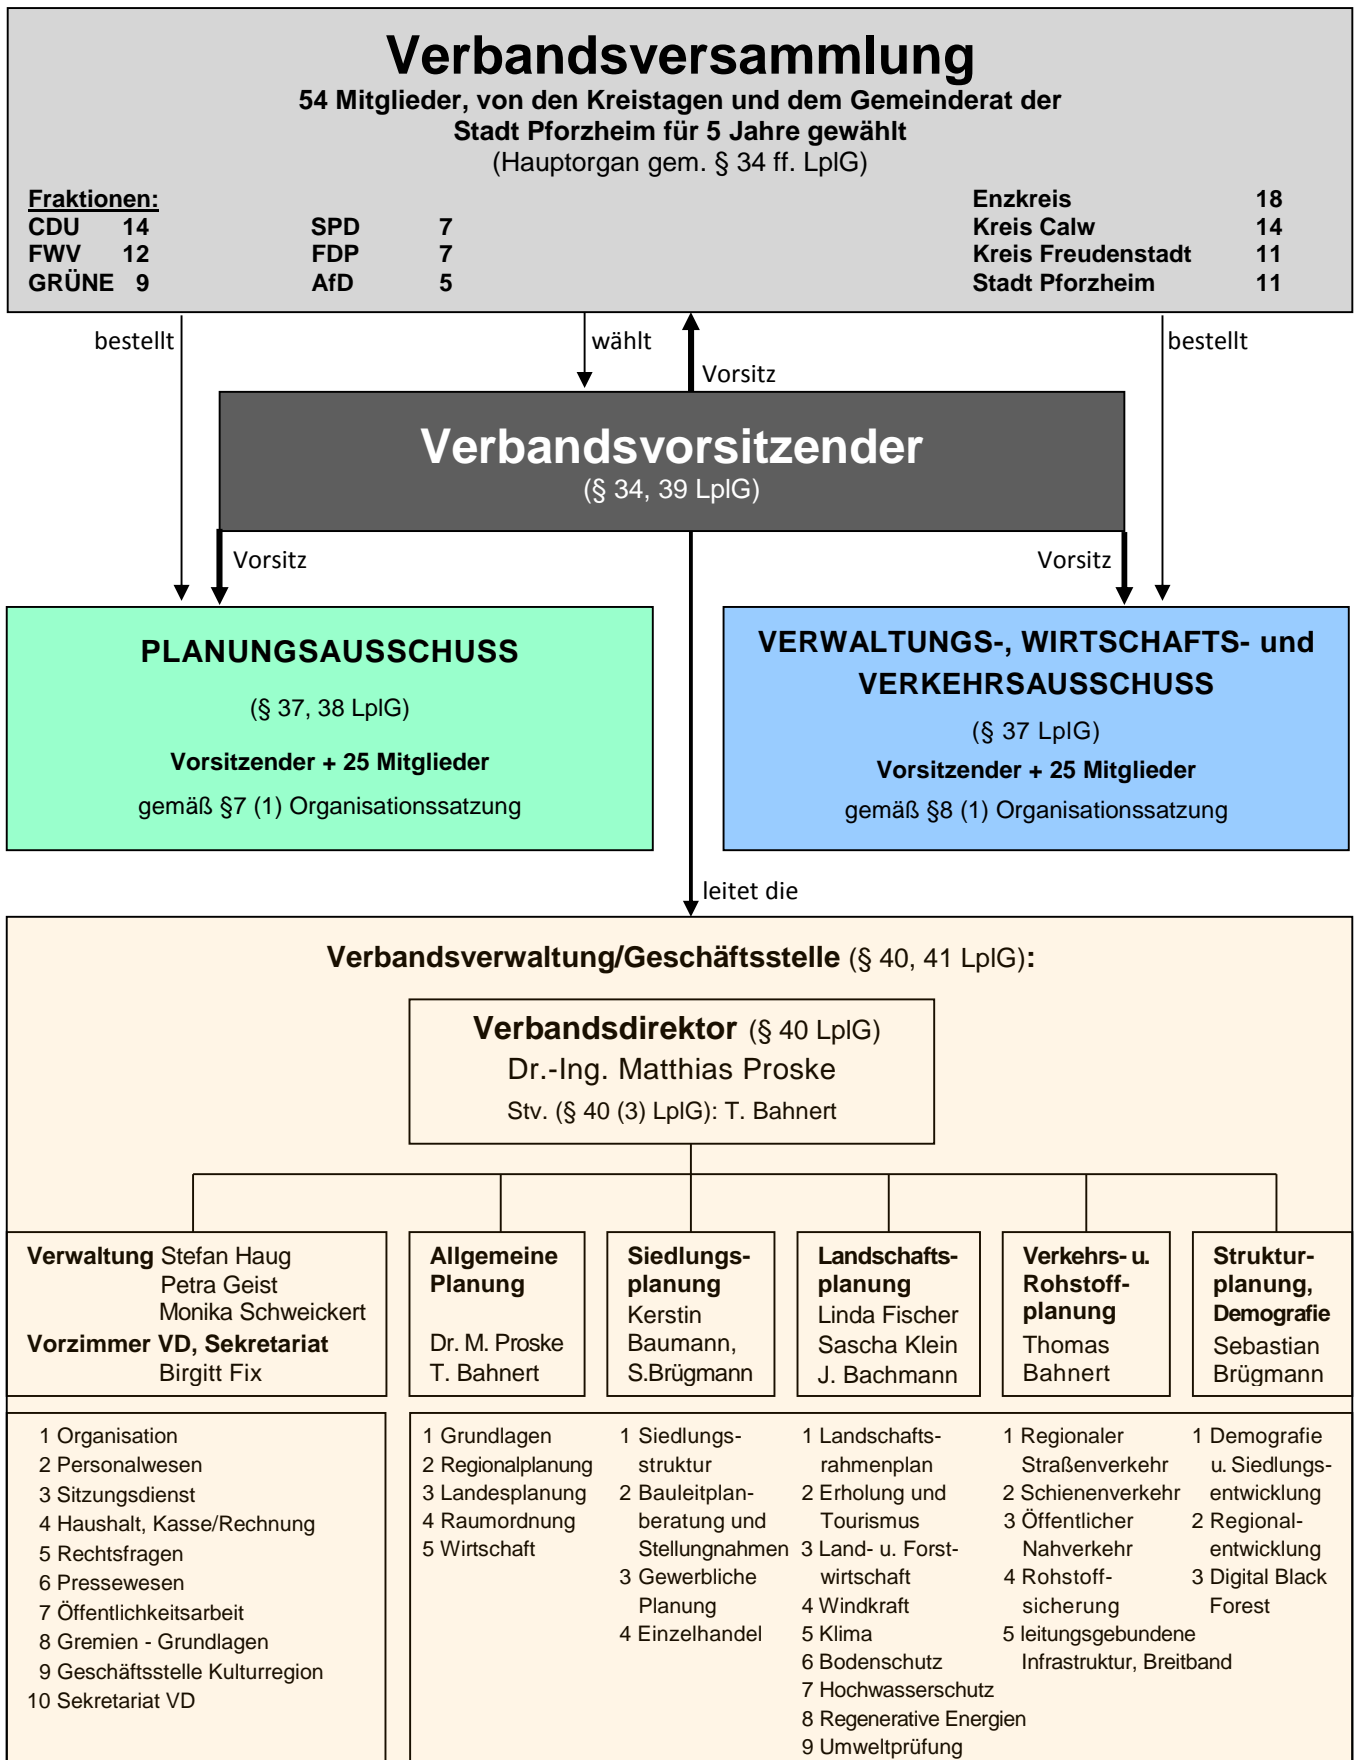 Verbandsversammlung
54 Mitglieder, von den Kreistagen und dem Gemeinderat der
Stadt Pforzheim für 5 Jahre gewählt
(Hauptorgan gem. § 34 ff. LplG)
Fraktionen:
CDU 14
FWV 12
GRÜNE 9
SPD 7
FDP 7
AfD 5
Enzkreis 18
Kreis Calw 14
Kreis Freudenstadt 11
Stadt Pforzheim 11
bestellt
wählt
Vorsitz
bestellt
Verbandsvorsitzender
(§ 34, 39 LplG)
Vorsitz
Vorsitz
PLANUNGSAUSSCHUSS
(§ 37, 38 LplG)
Vorsitzender + 25 Mitglieder
gemäß §7 (1) Organisationssatzung
VERWALTUNGS-, WIRTSCHAFTS- und
VERKEHRSAUSSCHUSS
(§ 37 LplG)
Vorsitzender + 25 Mitglieder
gemäß §8 (1) Organisationssatzung
leitet die
Verbandsverwaltung/Geschäftsstelle (§ 40, 41 LplG):
Verbandsdirektor (§ 40 LplG)
Dr.-Ing. Matthias Proske
Stv. (§ 40 (3) LplG): T. Bahnert
Verwaltung Stefan Haug
Petra Geist
Monika Schweickert
Vorzimmer VD, Sekretariat
Birgitt Fix
Allgemeine
Planung
Dr. M. Proske
T. Bahnert
Siedlungs-
planung
Kerstin
Baumann,
S.Brügmann
Landschafts-
planung
Linda Fischer
Sascha Klein
J. Bachmann
Verkehrs- u.
Rohstoff-
planung
Thomas
Bahnert
Struktur-
planung,
Demografie
Sebastian
Brügmann
1 Organisation
2 Personalwesen
3 Sitzungsdienst
4 Haushalt, Kasse/Rechnung
5 Rechtsfragen
6 Pressewesen
7 Öffentlichkeitsarbeit
8 Gremien - Grundlagen
9 Geschäftsstelle Kulturregion
10 Sekretariat VD
1 Grundlagen
2 Regionalplanung
3 Landesplanung
4 Raumordnung
5 Wirtschaft
1 Siedlungs-
struktur
2 Bauleitplan-
beratung und
Stellungnahmen
3 Gewerbliche
Planung
4 Einzelhandel
1 Landschafts-
rahmenplan
2 Erholung und
Tourismus
3 Land- u. Forst-
wirtschaft
4 Windkraft
5 Klima
6 Bodenschutz
7 Hochwasserschutz
8 Regenerative Energien
9 Umweltprüfung
1 Regionaler
Straßenverkehr
2 Schienenverkehr
3 Öffentlicher
Nahverkehr
4 Rohstoff-
sicherung
5 leitungsgebundene
Infrastruktur, Breitband
1 Demografie
u. Siedlungs-
entwicklung
2 Regional-
entwicklung
3 Digital Black
Forest